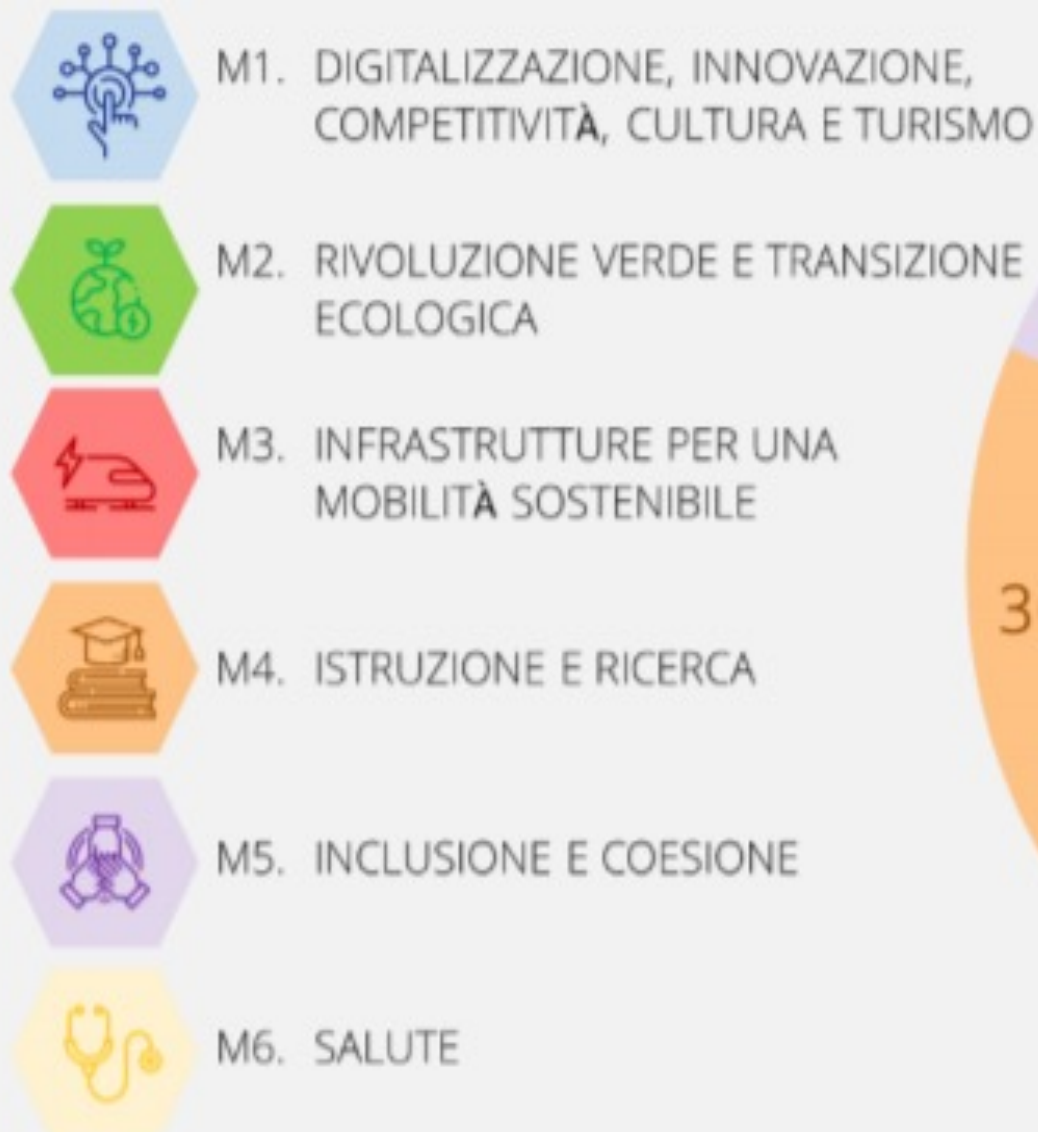 M1. DIGITALIZZAZIONE, INNOVAZIONE,
COMPETITIVITÀ, CULTURA E TURISMO
M2. RIVOLUZIONE VERDE E TRANSIZIONE
ECOLOGICA
M3. INFRASTRUTTURE PER UNA
MOBILITÀ SOSTENIBILE
3
M4. ISTRUZIONE E RICERCA
M5. INCLUSIONE E COESIONE
M6. SALUTE